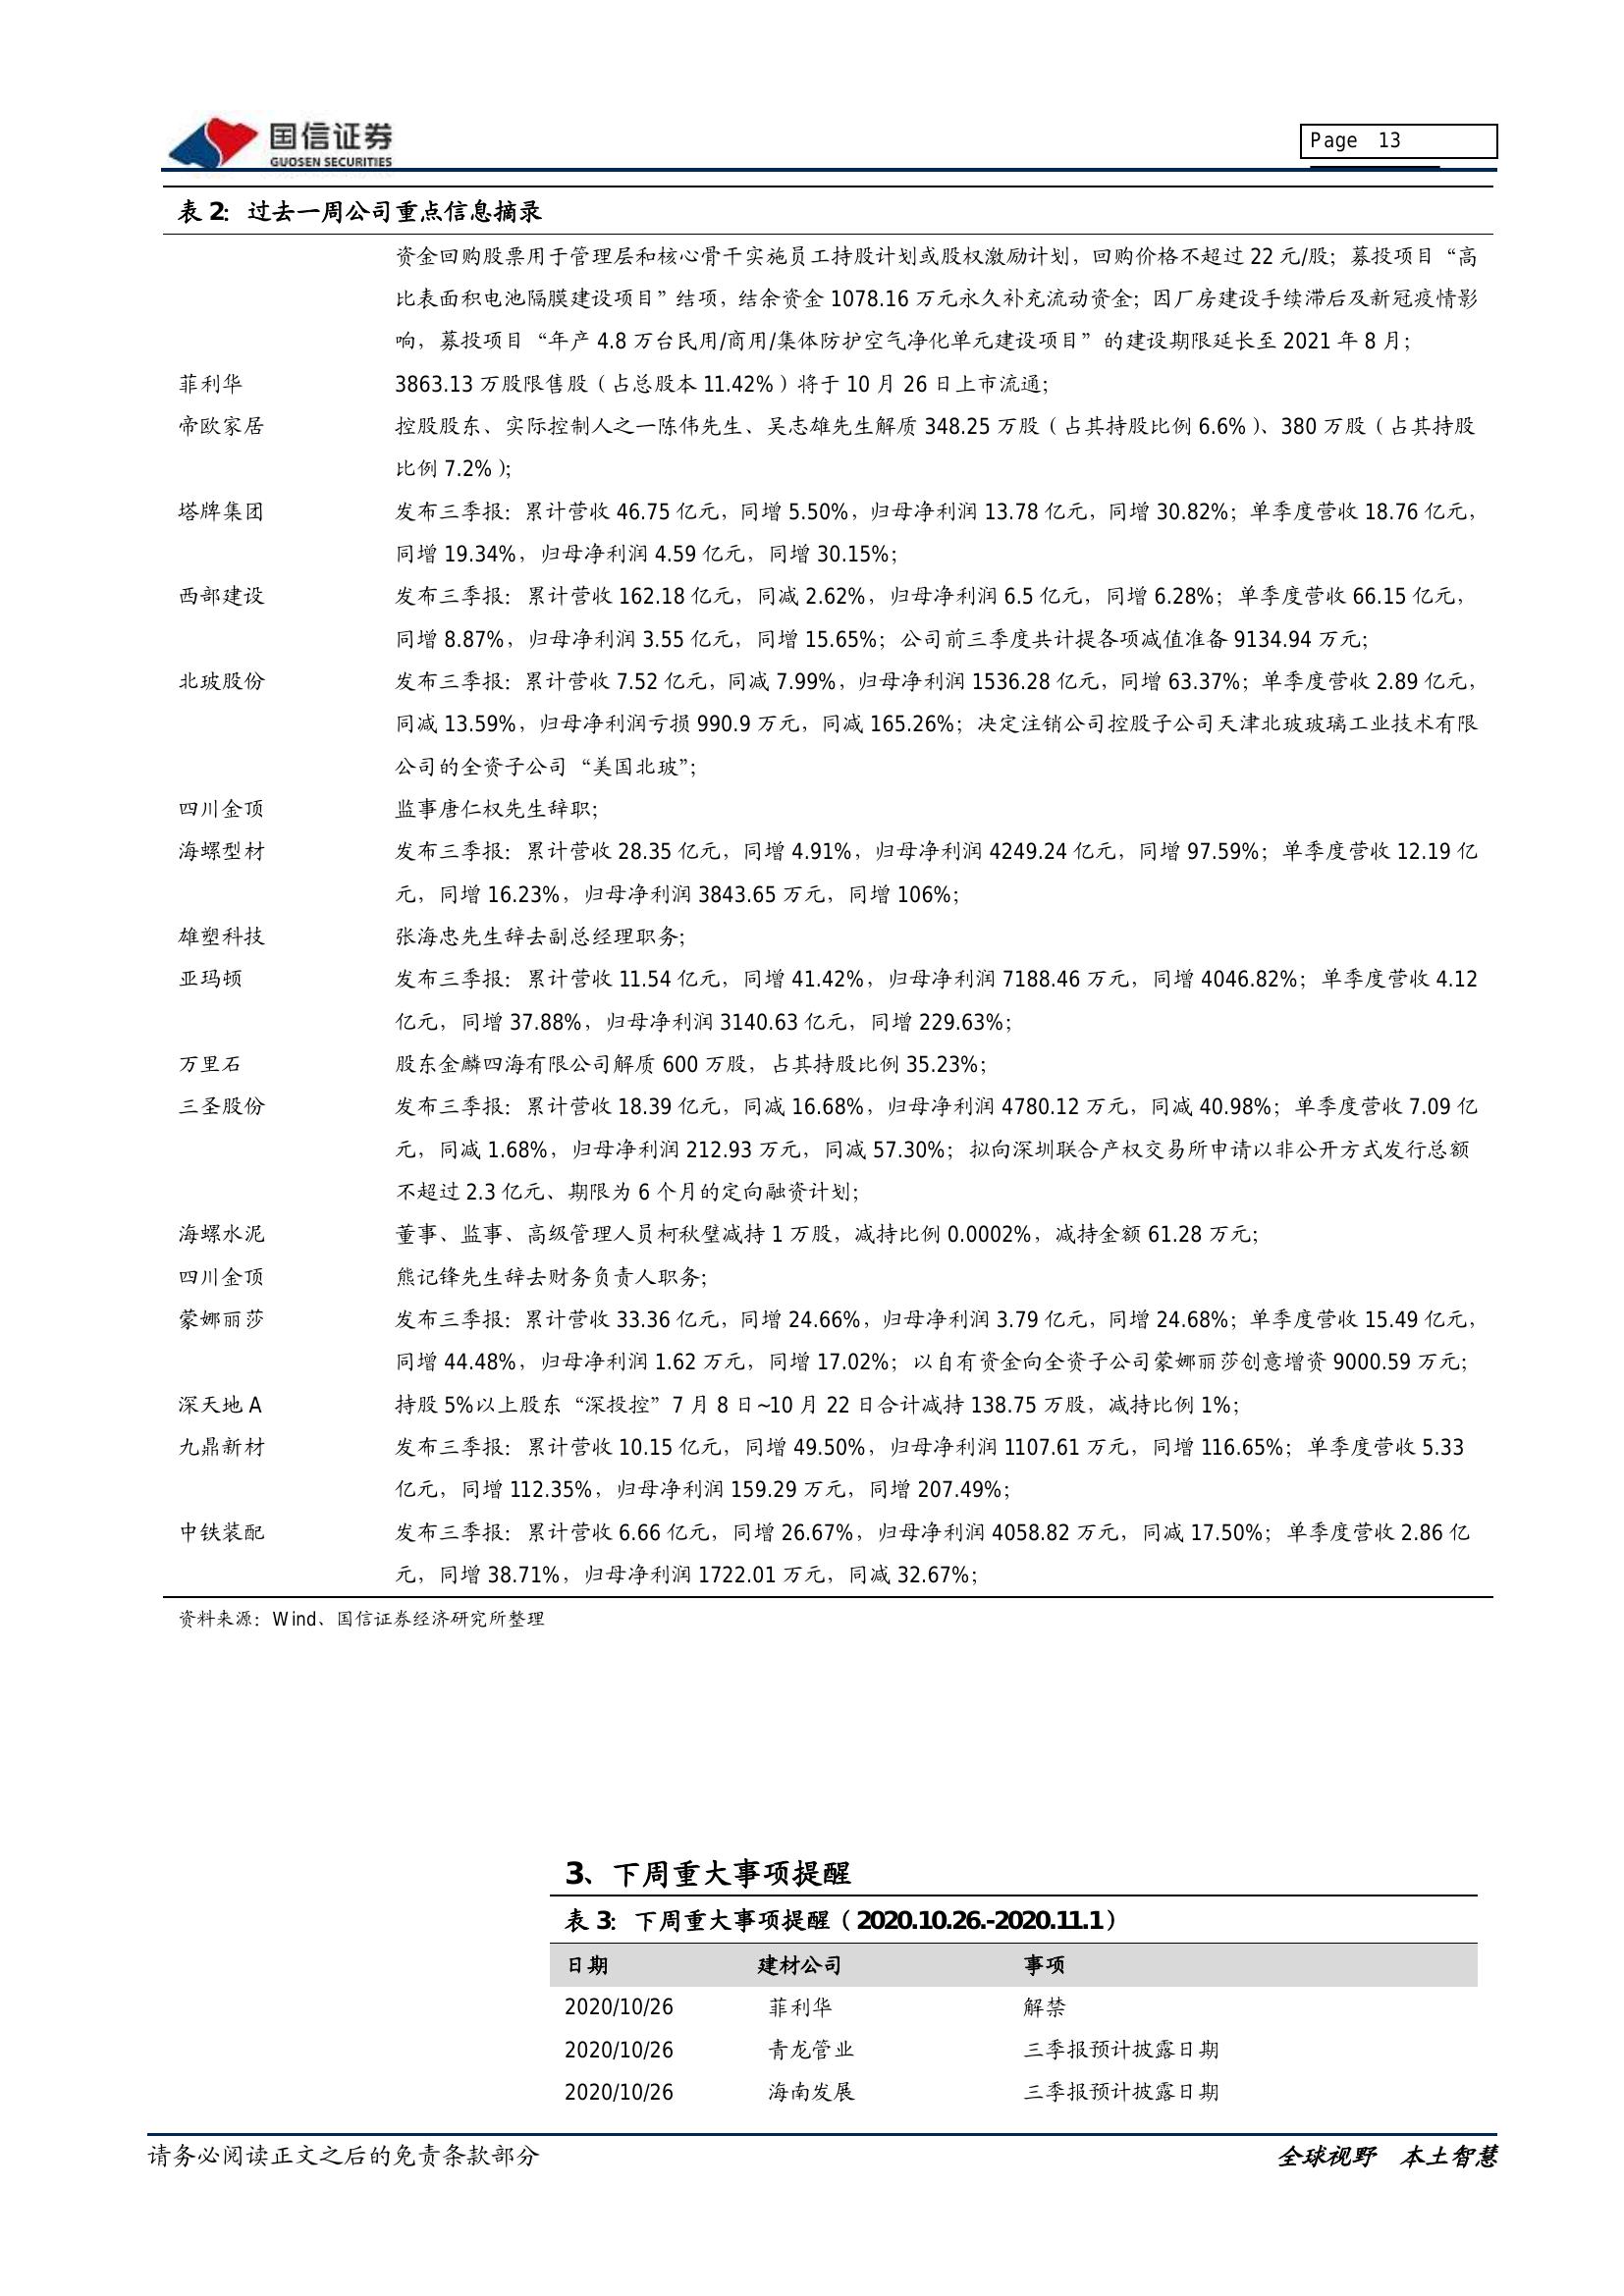 国信证券
GUOSEN SECURITIES
Page 13
表 2：过去一周公司重点信息摘录
资金回购股票用于管理层和核心骨干实施员工持股计划或股权激励计划，回购价格不超过 22 元/股；募投项目“高
比表面积电池隔膜建设项目”结项，结余资金 1078.16 万元永久补充流动资金；因厂房建设手续滞后及新冠疫情影
响，募投项目“年产 4.8 万台民用/商用/集体防护空气净化单元建设项目”的建设期限延长至 2021 年 8 月；
菲利华 3863.13 万股限售股（占总股本 11.42%）将于 10 月 26 日上市流通；
帝欧家居 控股股东、实际控制人之一陈伟先生、吴志雄先生解质 348.25 万股（占其持股比例 6.6%）、380 万股（占其持股
比例 7.2%）；
塔牌集团 发布三季报：累计营收 46.75 亿元，同增 5.50%，归母净利润 13.78 亿元，同增 30.82%；单季度营收 18.76 亿元，
同增 19.34%，归母净利润 4.59 亿元，同增 30.15%；
西部建设 发布三季报：累计营收 162.18 亿元，同减 2.62%，归母净利润 6.5 亿元，同增 6.28%；单季度营收 66.15 亿元，
同增 8.87%，归母净利润 3.55 亿元，同增 15.65%；公司前三季度共计提各项减值准备 9134.94 万元；
北玻股份 发布三季报：累计营收 7.52 亿元，同减 7.99%，归母净利润 1536.28 亿元，同增 63.37%；单季度营收 2.89 亿元，
同减 13.59%，归母净利润亏损 990.9 万元，同减 165.26%；决定注销公司控股子公司天津北玻玻璃工业技术有限
公司的全资子公司“美国北玻”；
四川金顶 监事唐仁权先生辞职；
海螺型材 发布三季报：累计营收 28.35 亿元，同增 4.91%，归母净利润 4249.24 亿元，同增 97.59%；单季度营收 12.19 亿
元，同增 16.23%，归母净利润 3843.65 万元，同增 106%；
雄塑科技 张海忠先生辞去副总经理职务；
亚玛顿 发布三季报：累计营收 11.54 亿元，同增 41.42%，归母净利润 7188.46 万元，同增 4046.82%；单季度营收 4.12
亿元，同增 37.88%，归母净利润 3140.63 亿元，同增 229.63%；
万里石 股东金麟四海有限公司解质 600 万股，占其持股比例 35.23%；
三圣股份 发布三季报：累计营收 18.39 亿元，同减 16.68%，归母净利润 4780.12 万元，同减 40.98%；单季度营收 7.09 亿
元，同减 1.68%，归母净利润 212.93 万元，同减 57.30%；拟向深圳联合产权交易所申请以非公开方式发行总额
不超过 2.3 亿元、期限为 6 个月的定向融资计划；
海螺水泥 董事、监事、高级管理人员柯秋璧减持 1 万股，减持比例 0.0002%，减持金额 61.28 万元；
四川金顶 熊记锋先生辞去财务负责人职务；
蒙娜丽莎 发布三季报：累计营收 33.36 亿元，同增 24.66%，归母净利润 3.79 亿元，同增 24.68%；单季度营收 15.49 亿元，
同增 44.48%，归母净利润 1.62 万元，同增 17.02%；以自有资金向全资子公司蒙娜丽莎创意增资 9000.59 万元；
深天地 A 持股 5%以上股东“深投控”7 月 8 日~10 月 22 日合计减持 138.75 万股，减持比例 1%；
九鼎新材 发布三季报：累计营收 10.15 亿元，同增 49.50%，归母净利润 1107.61 万元，同增 116.65%；单季度营收 5.33
亿元，同增 112.35%，归母净利润 159.29 万元，同增 207.49%；
中铁装配 发布三季报：累计营收 6.66 亿元，同增 26.67%，归母净利润 4058.82 万元，同减 17.50%；单季度营收 2.86 亿
元，同增 38.71%，归母净利润 1722.01 万元，同减 32.67%；
资料来源：Wind、国信证券经济研究所整理
3、下周重大事项提醒
表 3：下周重大事项提醒（2020.10.26.-2020.11.1）
日期 建材公司 事项
2020/10/26 菲利华 解禁
2020/10/26 青龙管业 三季报预计披露日期
2020/10/26 海南发展 三季报预计披露日期
请务必阅读正文之后的免责条款部分 全球视野 本土智慧